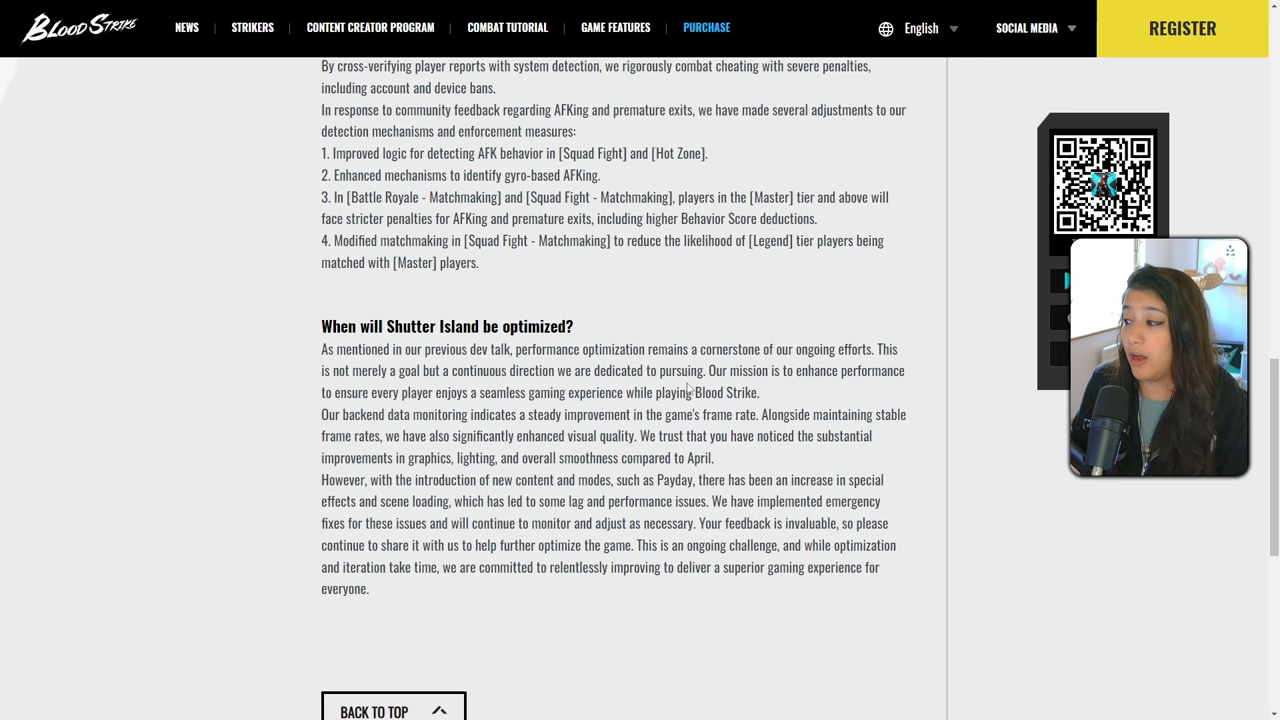 BLOOD STRIKE
NEWS
STRIKERS
CONTENT CREATOR PROGRAM
COMBAT TUTORIAL
GAME FEATURES
PURCHASE
English
SOCIAL MEDIA
REGISTER
By cross-verifying player reports with system detection, we rigorously combat cheating with severe penalties,
including account and device bans.
In response to community feedback regarding AFKing and premature exits, we have made several adjustments to our
detection mechanisms and enforcement measures:
1. Improved logic for detecting AFK behavior in [Squad Fight] and [Hot Zone].
2. Enhanced mechanisms to identify gyro-based AFKing.
3. In [Battle Royale - Matchmaking] and [Squad Fight - Matchmaking], players in the [Master] tier and above will
face stricter penalties for AFKing and premature exits, including higher Behavior Score deductions.
4. Modified matchmaking in [Squad Fight - Matchmaking] to reduce the likelihood of [Legend] tier players being
matched with [Master] players.
When will Shutter Island be optimized?
As mentioned in our previous dev talk, performance optimization remains a cornerstone of our ongoing efforts. This
is not merely a goal but a continuous direction we are dedicated to pursuing. Our mission is to enhance performance
to ensure every player enjoys a seamless gaming experience while playing Blood Strike.
Our backend data monitoring indicates a steady improvement in the game's frame rate. Alongside maintaining stable
frame rates, we have also significantly enhanced visual quality. We trust that you have noticed the substantial
improvements in graphics, lighting, and overall smoothness compared to April.
However, with the introduction of new content and modes, such as Payday, there has been an increase in special
effects and scene loading, which has led to some lag and performance issues. We have implemented emergency
fixes for these issues and will continue to monitor and adjust as necessary. Your feedback is invaluable, so please
continue to share it with us to help further optimize the game. This is an ongoing challenge, and while optimization
and iteration take time, we are committed to relentlessly improving to deliver a superior gaming experience for
everyone.
BACK TO TOP